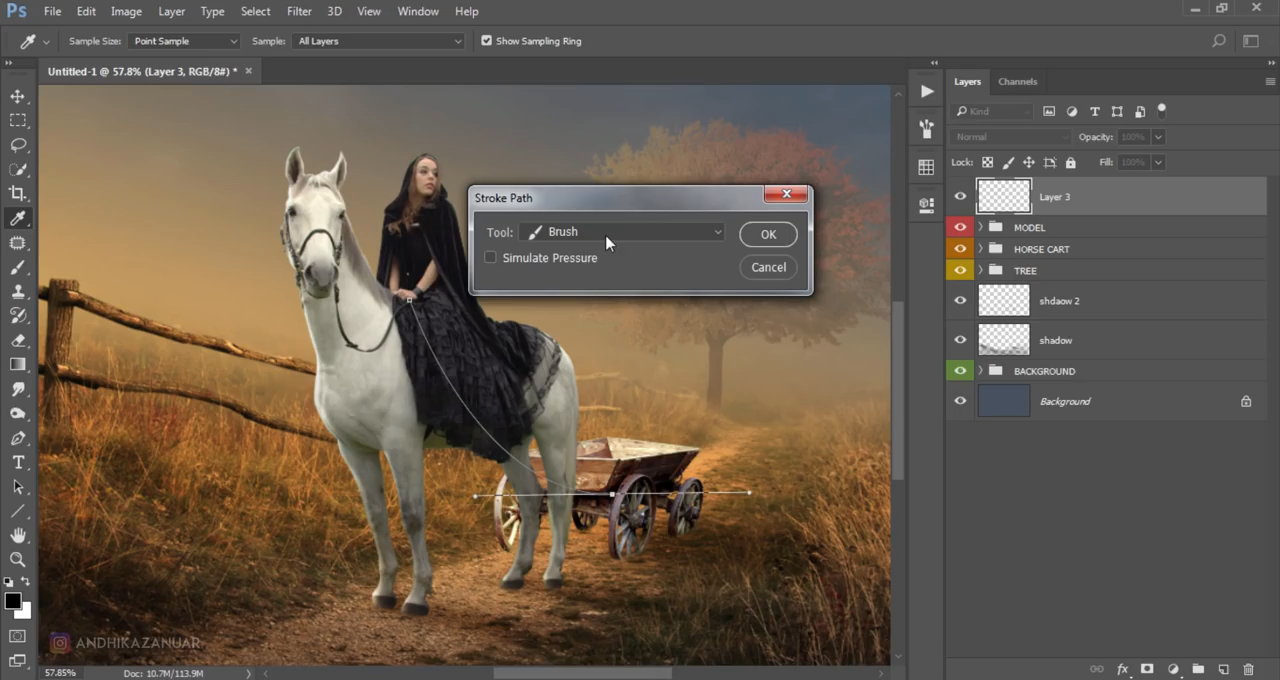 Ps File Edit Image Layer Type Select Filter 3D View Window Help
Sample Size: Point Sample Sample: All Layers Show Sampling Ring
Untitled-1 @ 57.8% (Layer 3, RGB/8#) *
Layers Channels
Kind
Normal Opacity: 100%
Lock: Fill: 100%
Layer 3
MODEL
HORSE CART
TREE
shdaow 2
shadow
BACKGROUND
Background
Stroke Path
Tool: Brush OK
Simulate Pressure Cancel
ANDHIKAZANUAR
57.85% Doc: 10.7M/113.9M